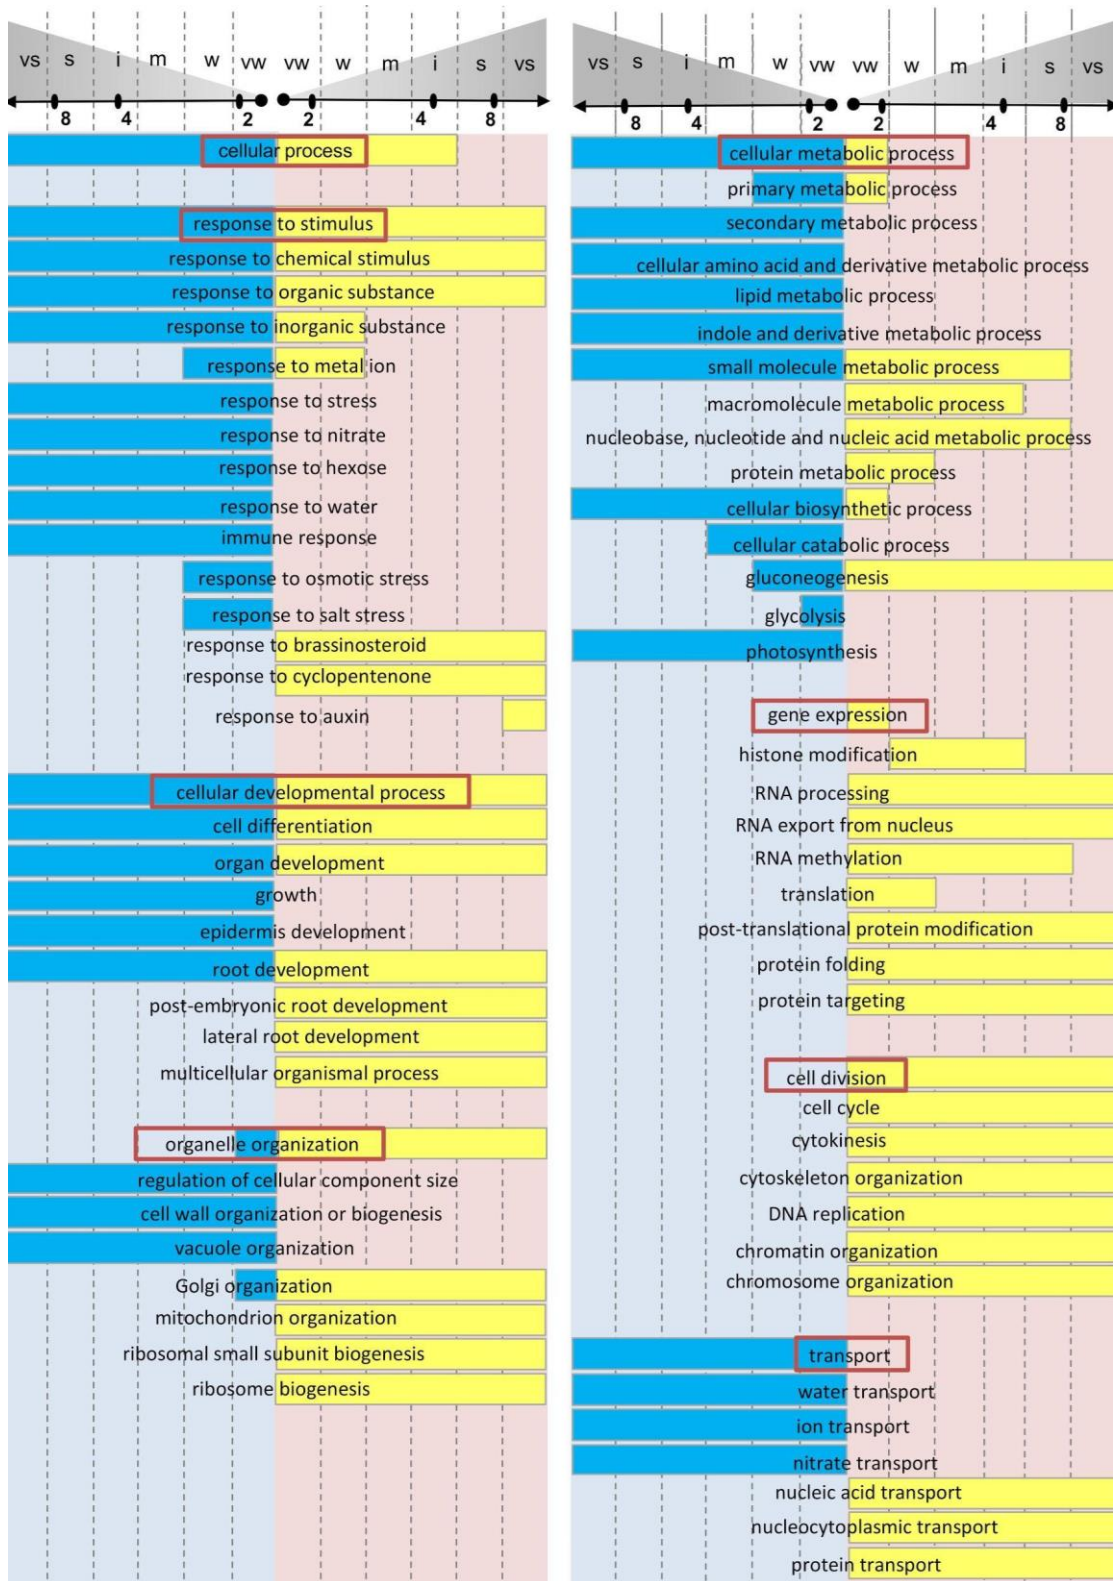 vs s i m w vw vw w m i s vs
8 4 2 2 4 8
cellular process
response to stimulus
response to chemical stimulus
response to organic substance
response to inorganic substance
response to metal ion
response to stress
response to nitrate
response to hexose
response to water
immune response
response to osmotic stress
response to salt stress
response to brassinosteroid
response to cyclopentenone
response to auxin
cellular developmental process
cell differentiation
organ development
growth
epidermis development
root development
post-embryonic root development
lateral root development
multicellular organismal process
organelle organization
regulation of cellular component size
cell wall organization or biogenesis
vacuole organization
Golgi organization
mitochondrion organization
ribosomal small subunit biogenesis
ribosome biogenesis
vs s i m w vw vw w m i s vs
8 4 2 2 4 8
cellular metabolic process
primary metabolic process
secondary metabolic process
cellular amino acid and derivative metabolic process
lipid metabolic process
indole and derivative metabolic process
small molecule metabolic process
macromolecule metabolic process
nucleobase, nucleotide and nucleic acid metabolic process
protein metabolic process
cellular biosynthetic process
cellular catabolic process
gluconeogenesis
glycolysis
photosynthesis
gene expression
histone modification
RNA processing
RNA export from nucleus
RNA methylation
translation
post-translational protein modification
protein folding
protein targeting
cell division
cell cycle
cytokinesis
cytoskeleton organization
DNA replication
chromatin organization
chromosome organization
transport
water transport
ion transport
nitrate transport
nucleic acid transport
nucleocytoplasmic transport
protein transport